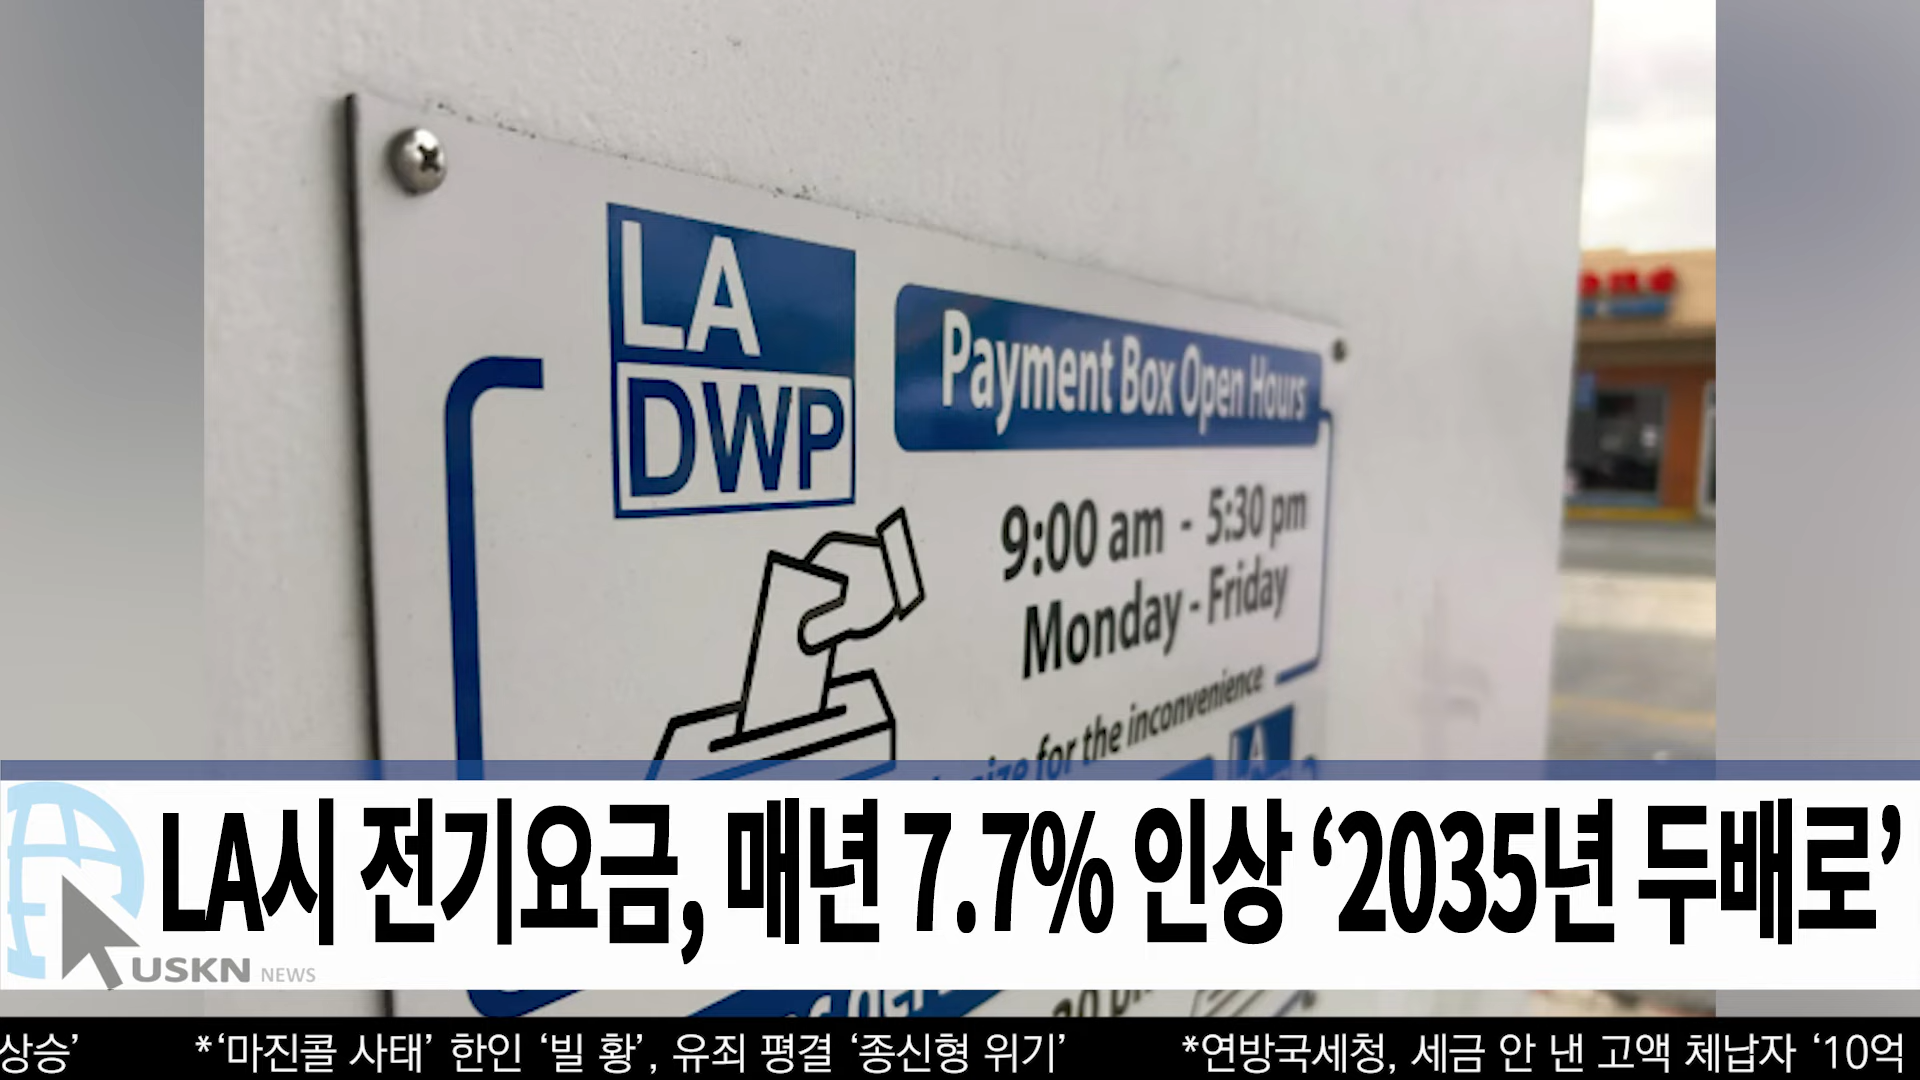 LA
DWP
Payment Box Open Hours
9:00 am - 5:30 pm
Monday - Friday
for the inconvenience
LA
LA시 전기요금, 매년 7.7% 인상 ‘2035년 두배로’
USKN NEWS
상승’ *‘마진콜 사태’ 한인 ‘빌 황’, 유죄 평결 ‘종신형 위기’ *연방국세청, 세금 안 낸 고액 체납자 ‘10억